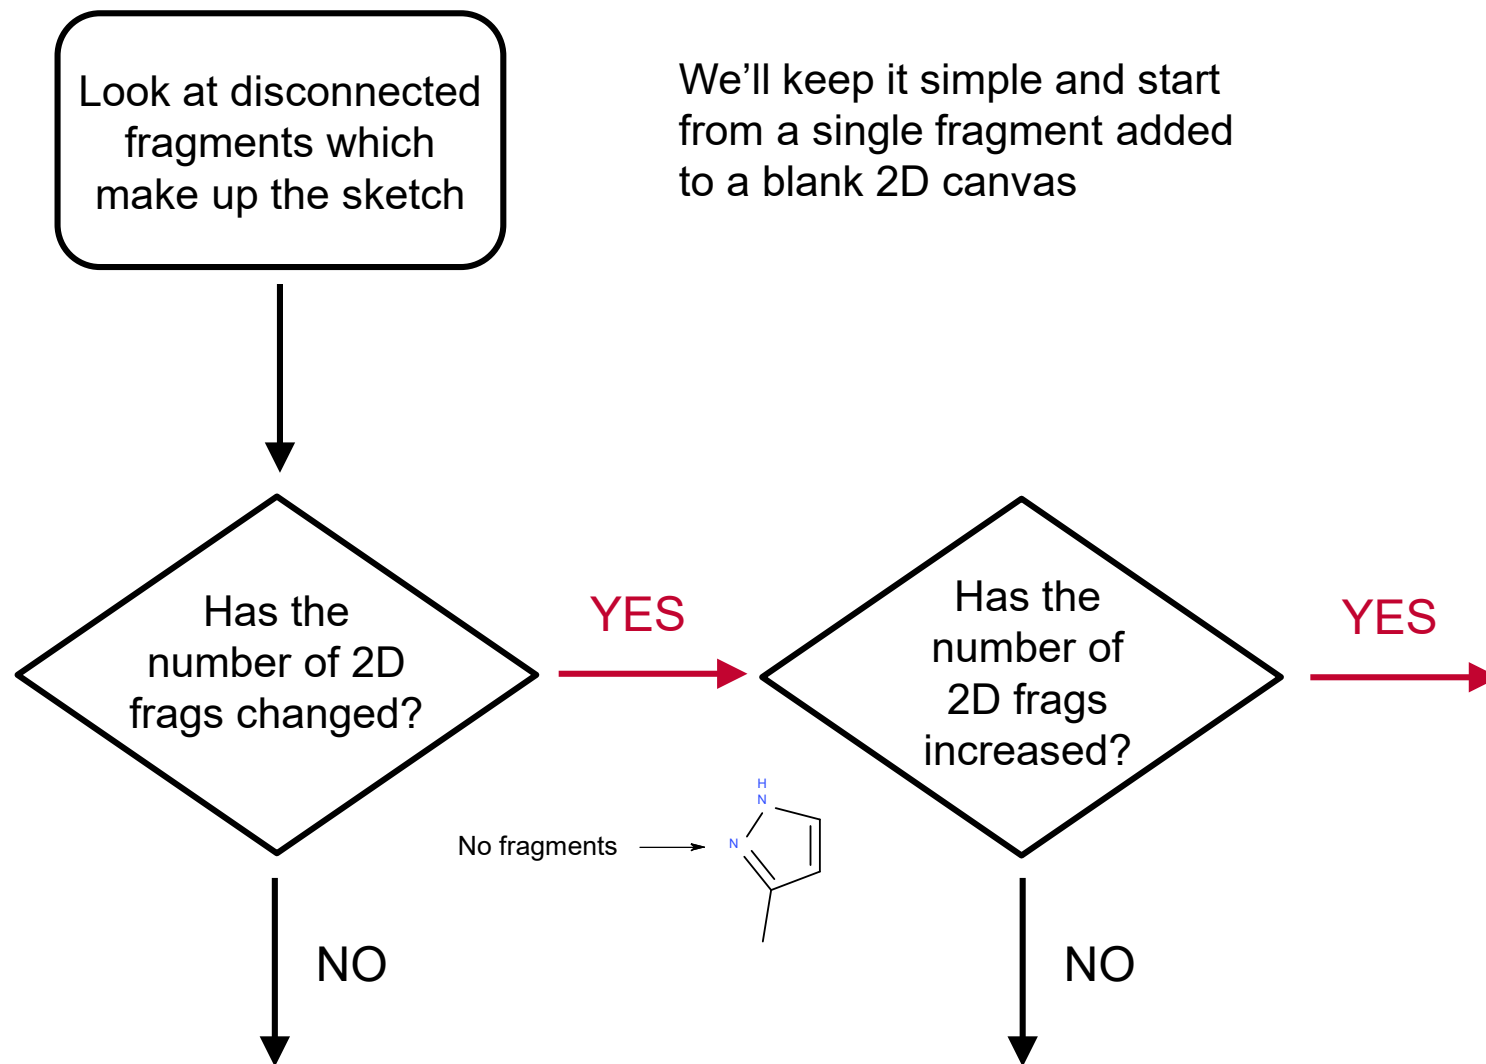 Look at disconnected
fragments which
make up the sketch
We'll keep it simple and start
from a single fragment added
to a blank 2D canvas
Has the
number of 2D
frags changed?
YES
Has the
number of
2D frags
increased?
YES
No fragments
H
N
N
NO
NO